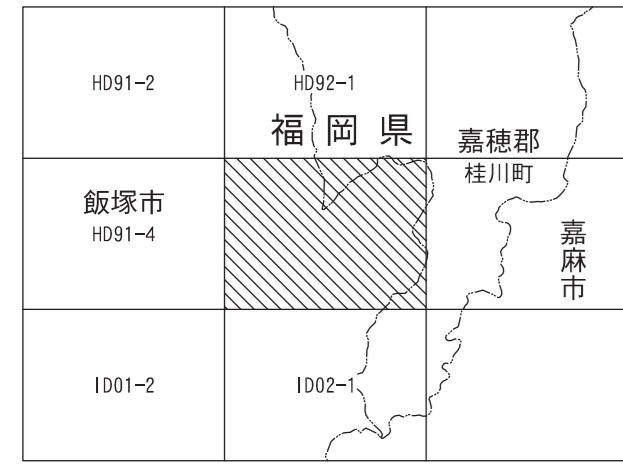 HD91-2
HD92-1
福岡県
嘉穂郡
桂川町
飯塚市
HD91-4
嘉麻市
ID01-2
ID02-1